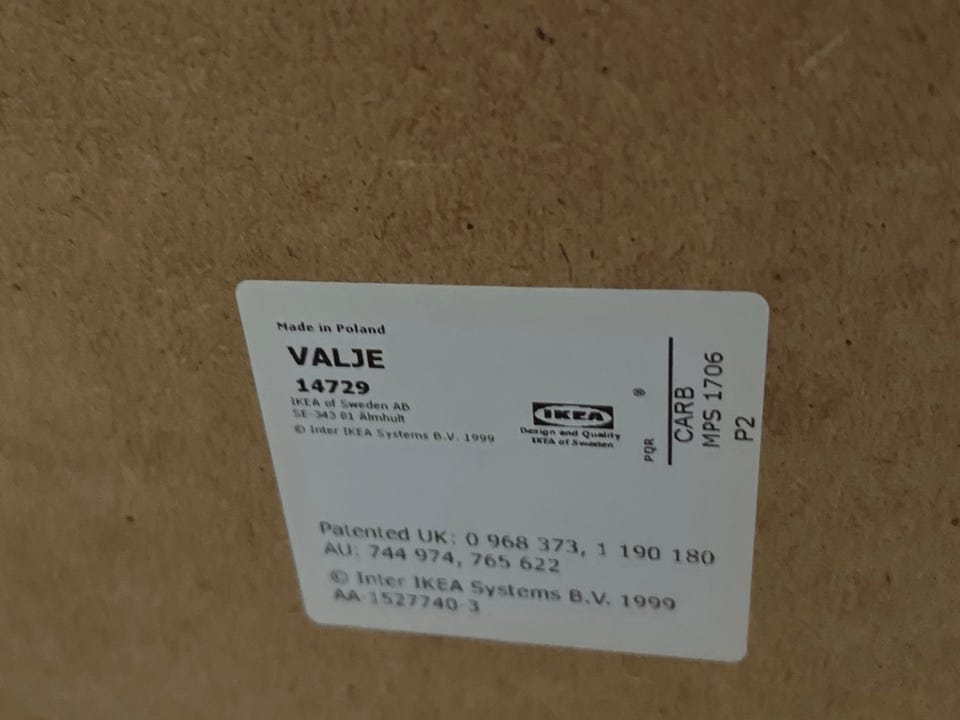 Made in Poland
VALJE
14729
IKEA of Sweden AB
SE-343 81 Älmhult
© Inter IKEA Systems B.V. 1999
®
IKEA
Design and Quality
IKEA of Sweden
PQR
CARB
MPS 1706
P2
Patented UK: 0 968 373, 1 190 180
AU: 744 974, 765 622
© Inter IKEA Systems B.V. 1999
AA-1527740-3